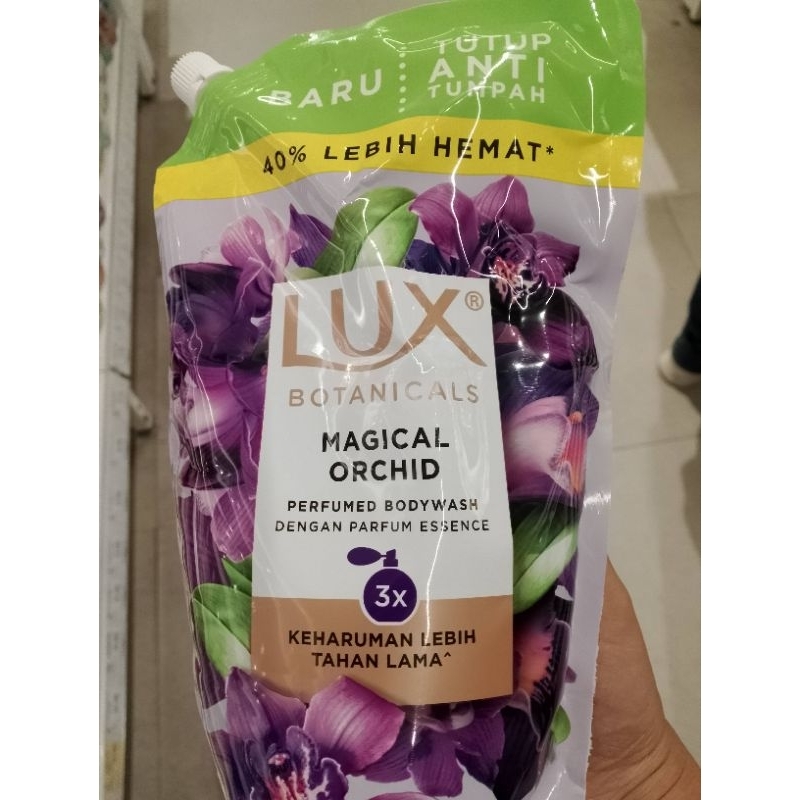 BARU
TUTUP
ANTI
TUMPAH
40% LEBIH HEMAT*
LUX®
BOTANICALS
MAGICAL
ORCHID
PERFUMED BODYWASH
DENGAN PARFUM ESSENCE
3x
KEHARUMAN LEBIH
TAHAN LAMA^